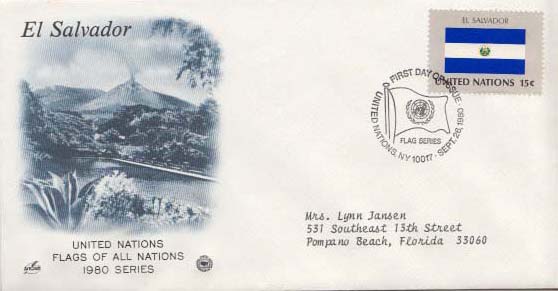 El Salvador
EL SALVADOR
UNITED NATIONS 15¢
FIRST DAY OF ISSUE
UNITED NATIONS, NY 10017 - SEPT. 26, 1980
FLAG SERIES
Mrs. Lynn Jansen
531 Southeast 13th Street
Pompano Beach, Florida 33060
UNITED NATIONS
FLAGS OF ALL NATIONS
1980 SERIES